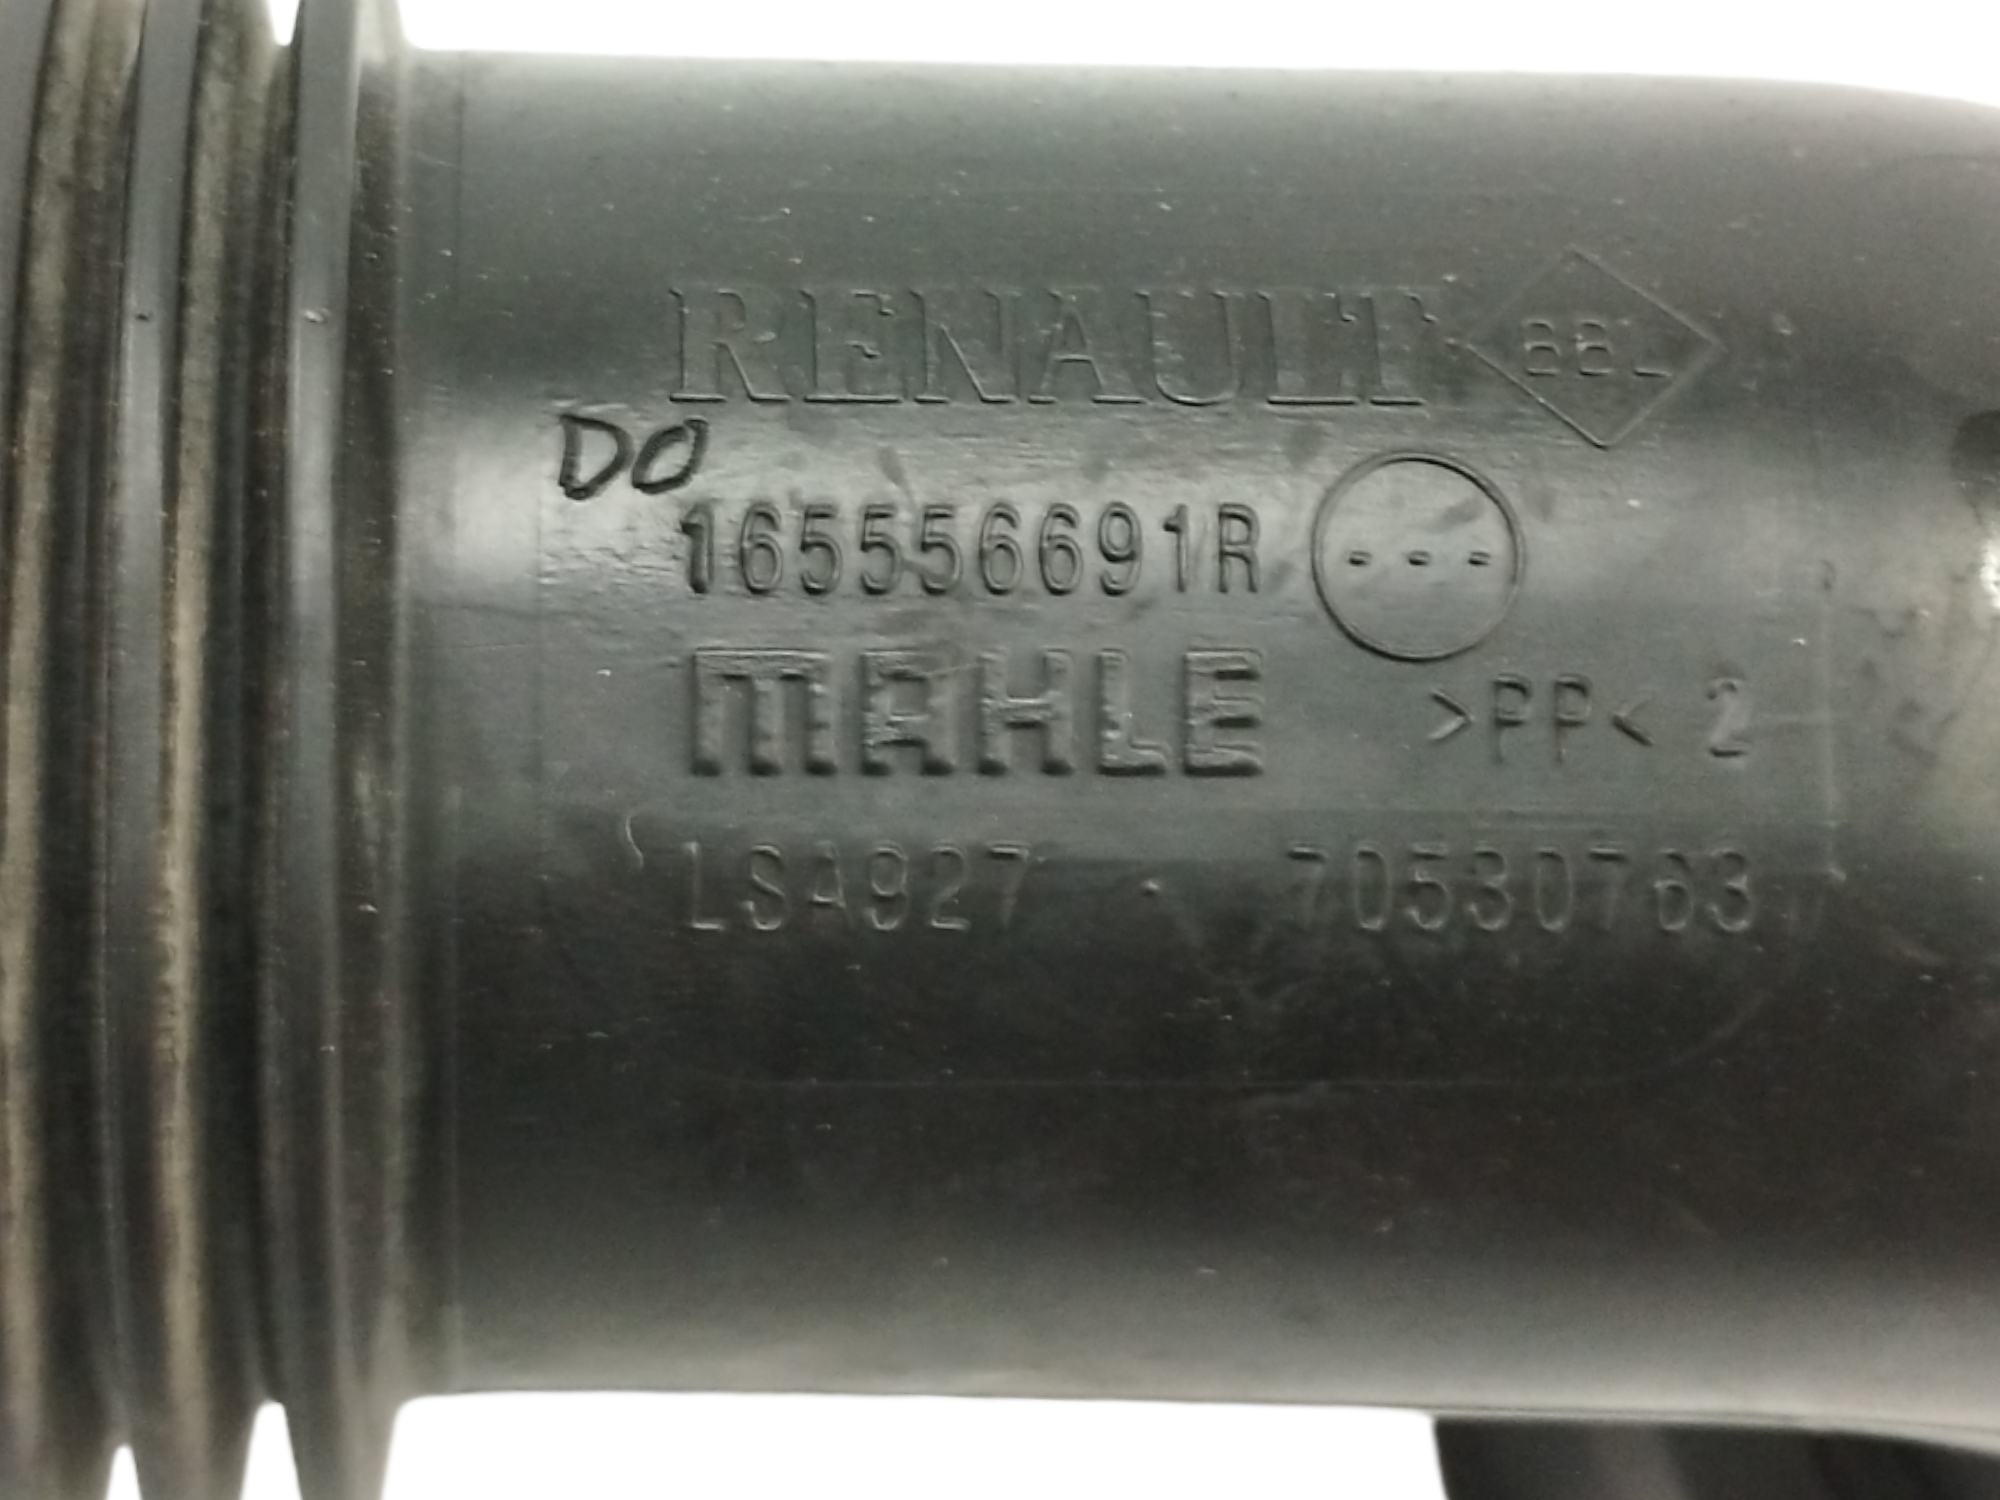 RENAULT BBL
DO
165556691R - - -
MAHLE >PP< 2
LSA927 70530763